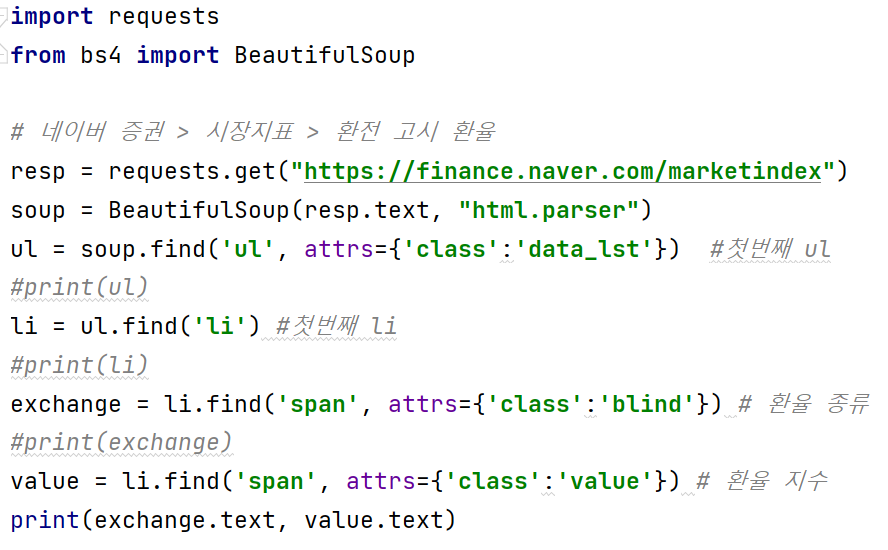 import requests
from bs4 import BeautifulSoup
# 네이버 증권 > 시장지표 > 환전 고시 환율
resp = requests.get("https://finance.naver.com/marketindex")
soup = BeautifulSoup(resp.text, "html.parser")
ul = soup.find('ul', attrs={'class':'data_lst'})  #첫번째 ul
#print(ul)
li = ul.find('li') #첫번째 li
#print(li)
exchange = li.find('span', attrs={'class':'blind'}) # 환율 종류
#print(exchange)
value = li.find('span', attrs={'class':'value'}) # 환율 지수
print(exchange.text, value.text)